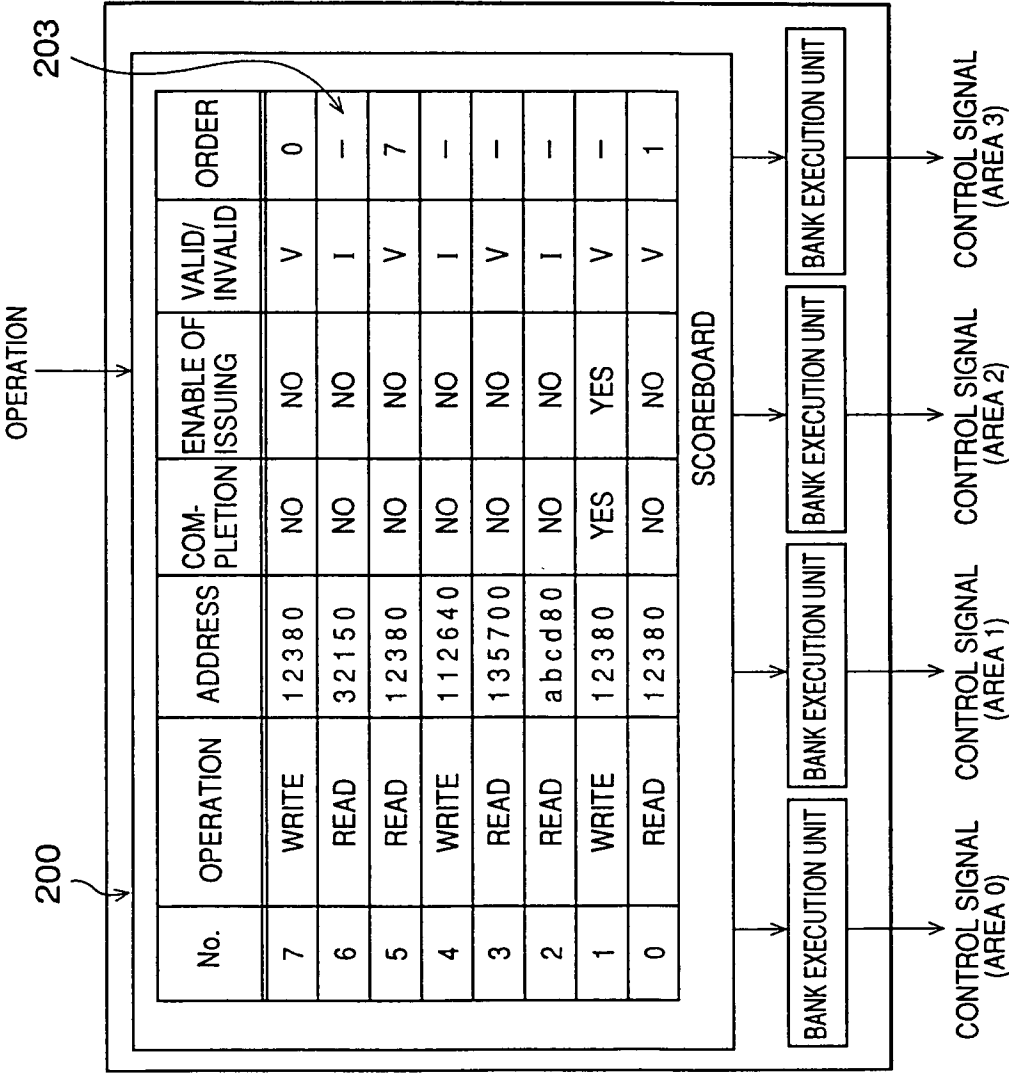 OPERATION
200
203
No. OPERATION ADDRESS COM-PLETION ENABLE OF ISSUING VALID/INVALID ORDER
7 WRITE 12380 NO NO V 0
6 READ 32150 NO NO I –
5 READ 12380 NO NO V 7
4 WRITE 112640 NO NO I –
3 READ 135700 NO NO V –
2 READ abcd80 NO NO I –
1 WRITE 12380 YES YES V –
0 READ 12380 NO NO V 1
SCOREBOARD
BANK EXECUTION UNIT BANK EXECUTION UNIT BANK EXECUTION UNIT BANK EXECUTION UNIT
CONTROL SIGNAL CONTROL SIGNAL CONTROL SIGNAL CONTROL SIGNAL
(AREA 0) (AREA 1) (AREA 2) (AREA 3)